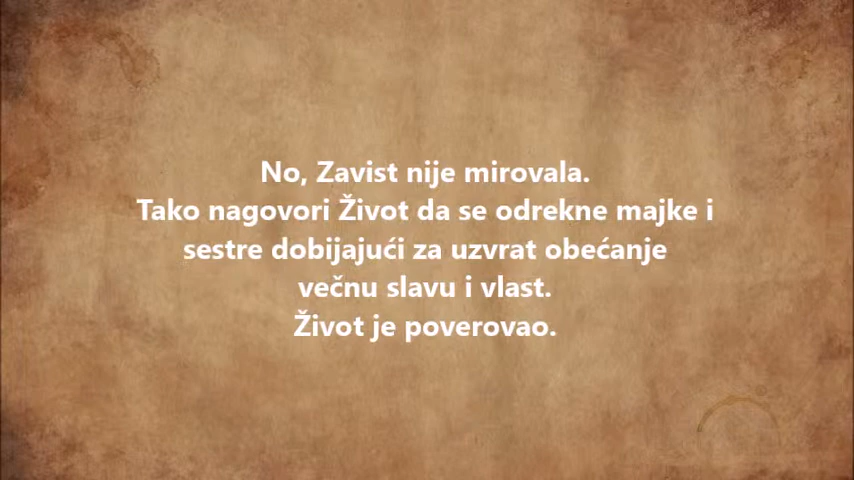 No, Zavist nije mirovala.
Tako nagovori Život da se odrekne majke i
sestre dobijajući za uzvrat obećanje
večnu slavu i vlast.
Život je poverovao.